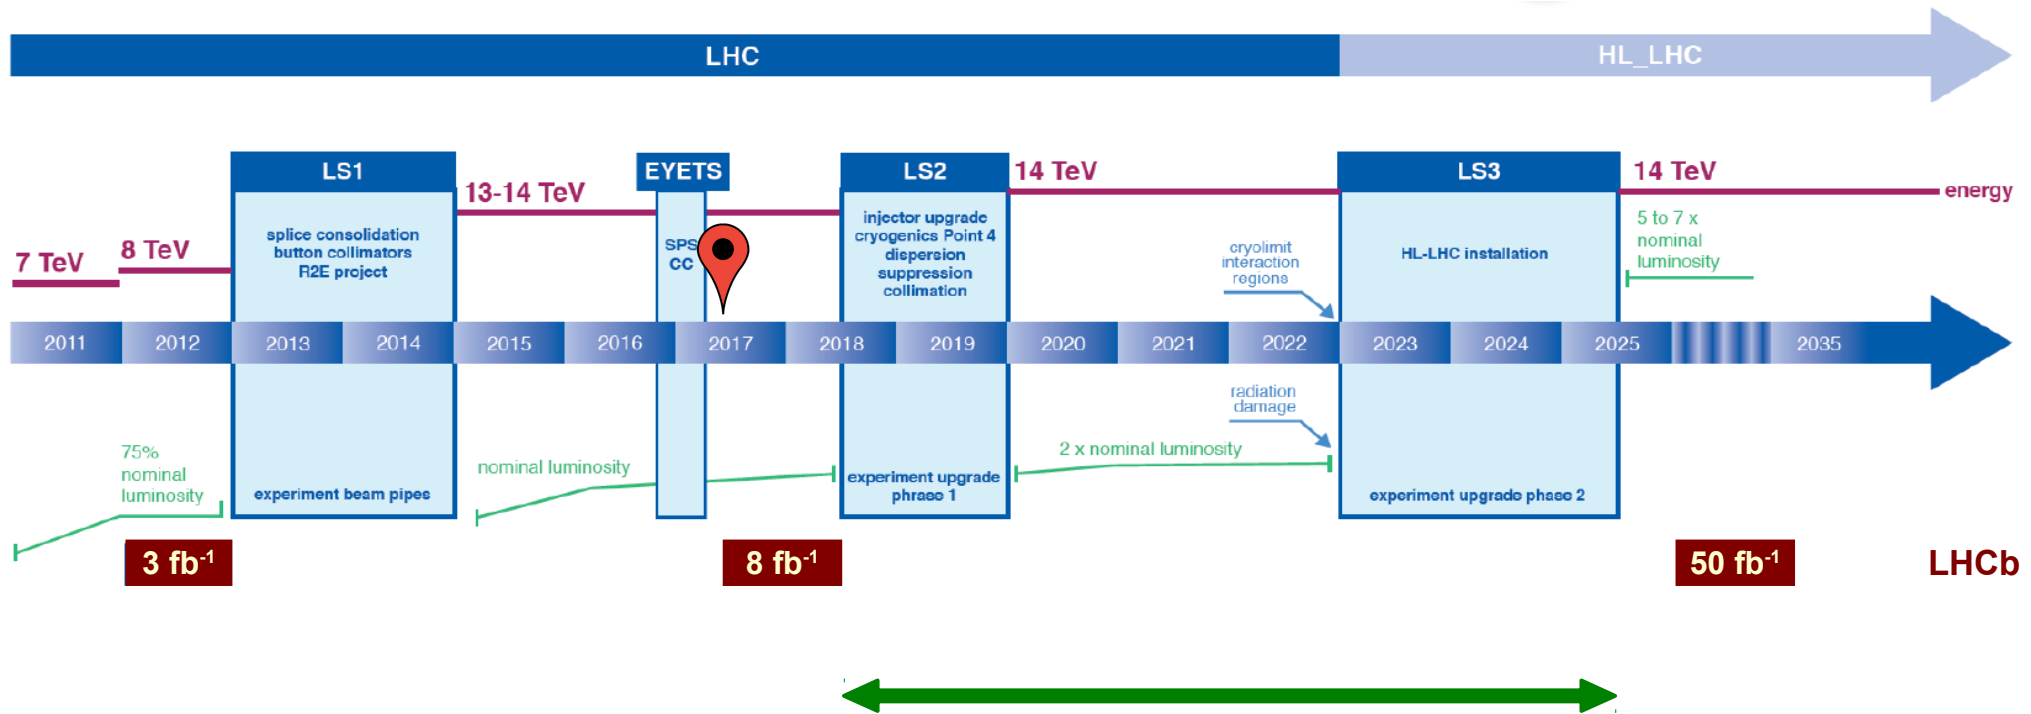 LHC
HL_LHC
LS1
EYETS
LS2
14 TeV
LS3
14 TeV
energy
13-14 TeV
7 TeV
8 TeV
splice consolidation
button collimators
R2E project
SPS
CC
injector upgrade
cryogenics Point 4
dispersion
suppression
collimation
cryolimit
interaction
regions
HL-LHC installation
5 to 7 x
nominal
luminosity
2011
2012
2013
2014
2015
2016
2017
2018
2019
2020
2021
2022
2023
2024
2025
2035
radiation
damage
75%
nominal
luminosity
experiment beam pipes
nominal luminosity
experiment upgrade
phrase 1
2 x nominal luminosity
experiment upgrade phase 2
3 fb⁻¹
8 fb⁻¹
50 fb⁻¹
LHCb